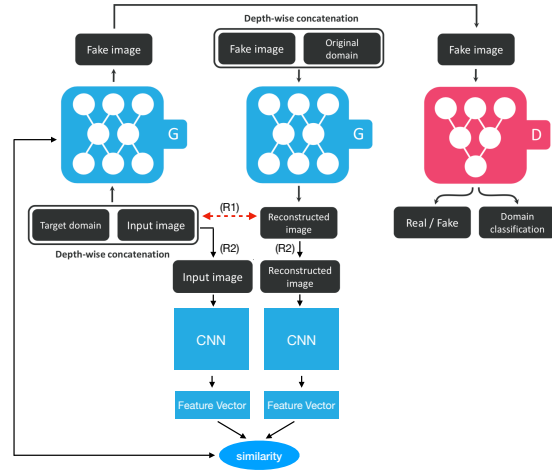 Depth-wise concatenation
Fake image
Fake image
Original
domain
Fake image
G
G
D
(R1)
Target domain
Input image
Reconstructed
image
Real / Fake
Domain
classification
Depth-wise concatenation
(R2)
(R2)
Input image
Reconstructed
image
CNN
CNN
Feature Vector
Feature Vector
similarity